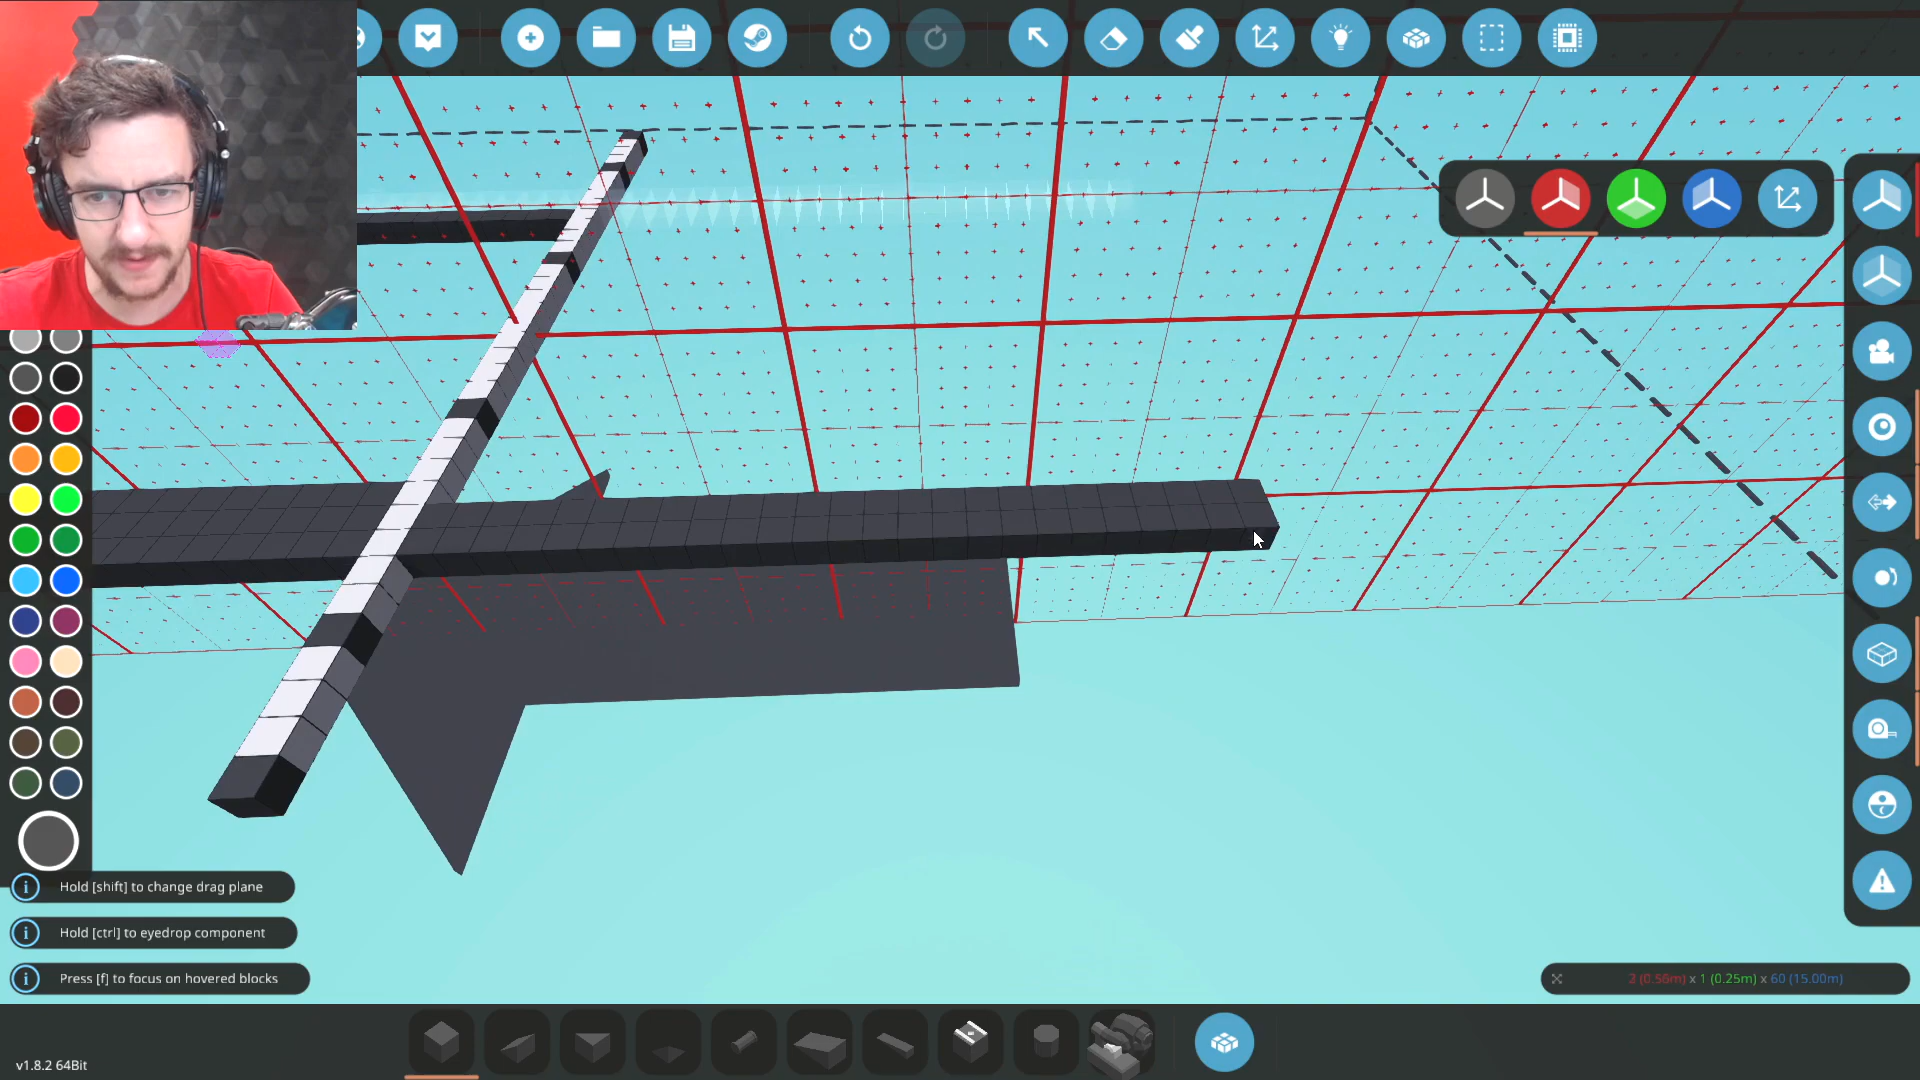 Hold [shift] to change drag plane
Hold [ctrl] to eyedrop component
Press [f] to focus on hovered blocks
2 (0.50m) x 1 (0.25m) x 60 (15.00m)
v1.8.2 64Bit